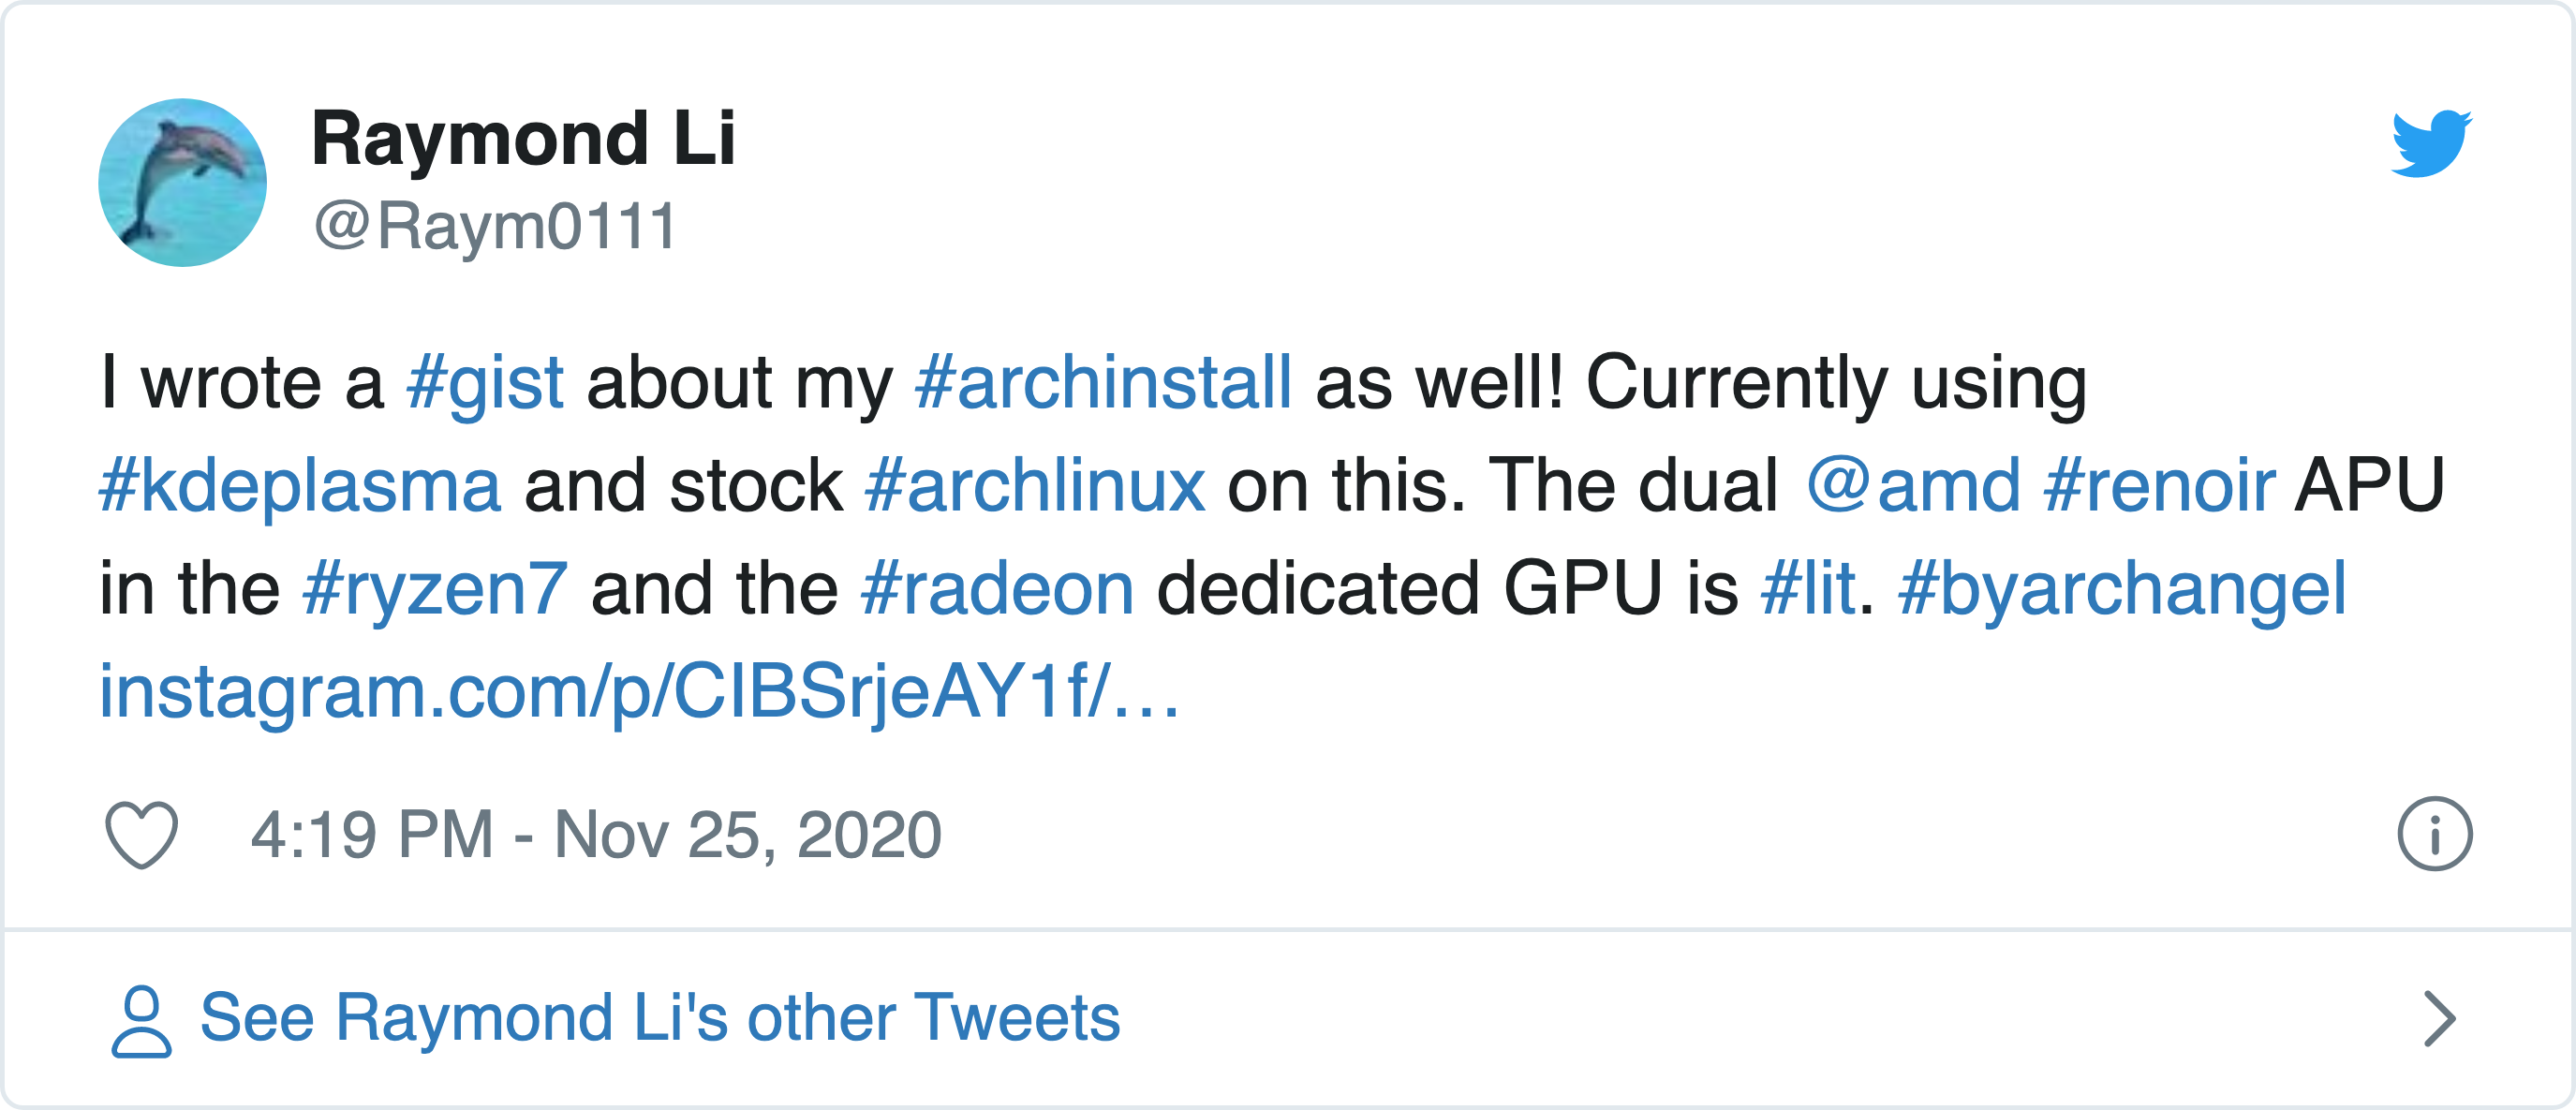 Raymond Li
@Raym0111
I wrote a #gist about my #archinstall as well! Currently using
#kdeplasma and stock #archlinux on this. The dual @amd #renoir APU
in the #ryzen7 and the #radeon dedicated GPU is #lit. #byarchangel
instagram.com/p/CIBSrjeAY1f/…
4:19 PM - Nov 25, 2020
See Raymond Li's other Tweets